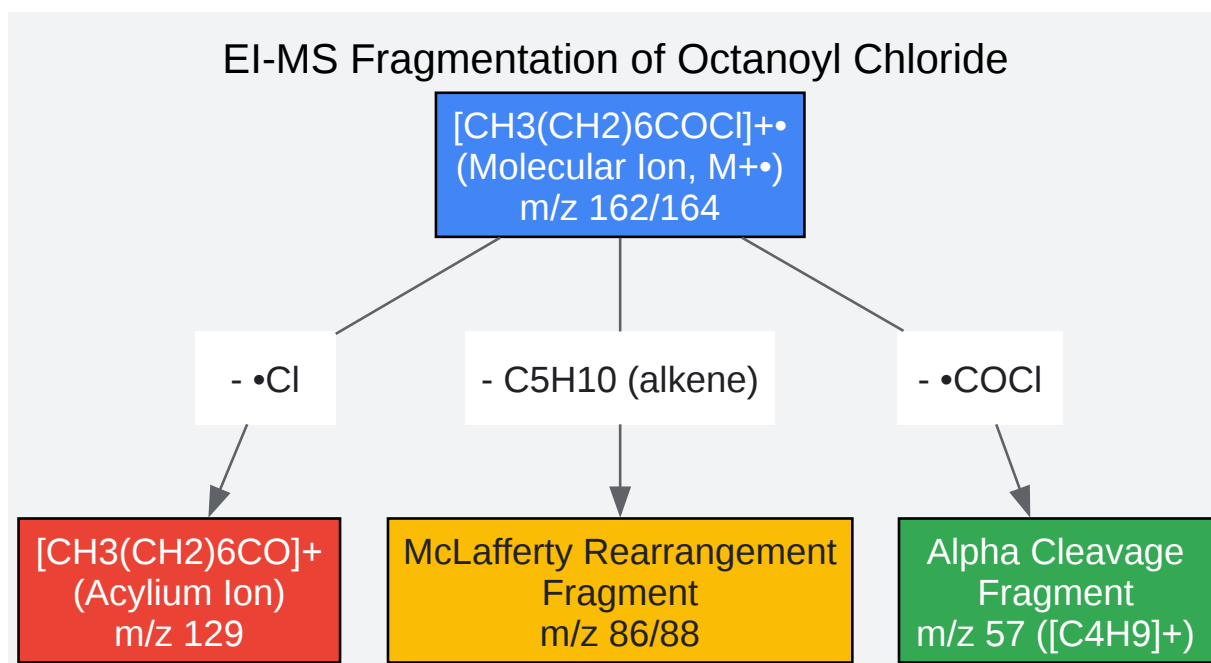 EI-MS Fragmentation of Octanoyl Chloride
[CH3(CH2)6COCl]+•
(Molecular Ion, M+•)
m/z 162/164
- •Cl
- C5H10 (alkene)
- •COCl
[CH3(CH2)6CO]+
(Acylium Ion)
m/z 129
McLafferty Rearrangement
Fragment
m/z 86/88
Alpha Cleavage
Fragment
m/z 57 ([C4H9]+)